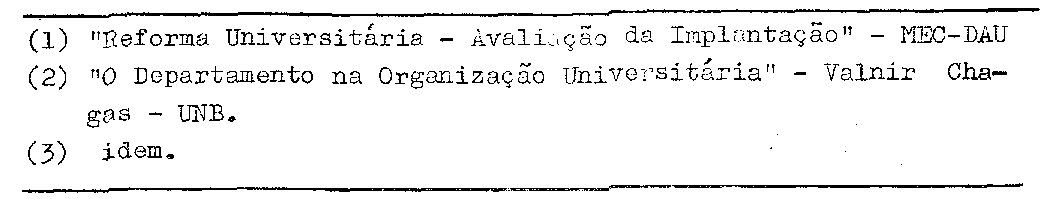 (1) "Reforma Universitária - Avaliação da Implantação" - MEC-DAU
(2) "O Departamento na Organização Universitária" - Valnir Cha-
gas - UNB.
(3) idem.